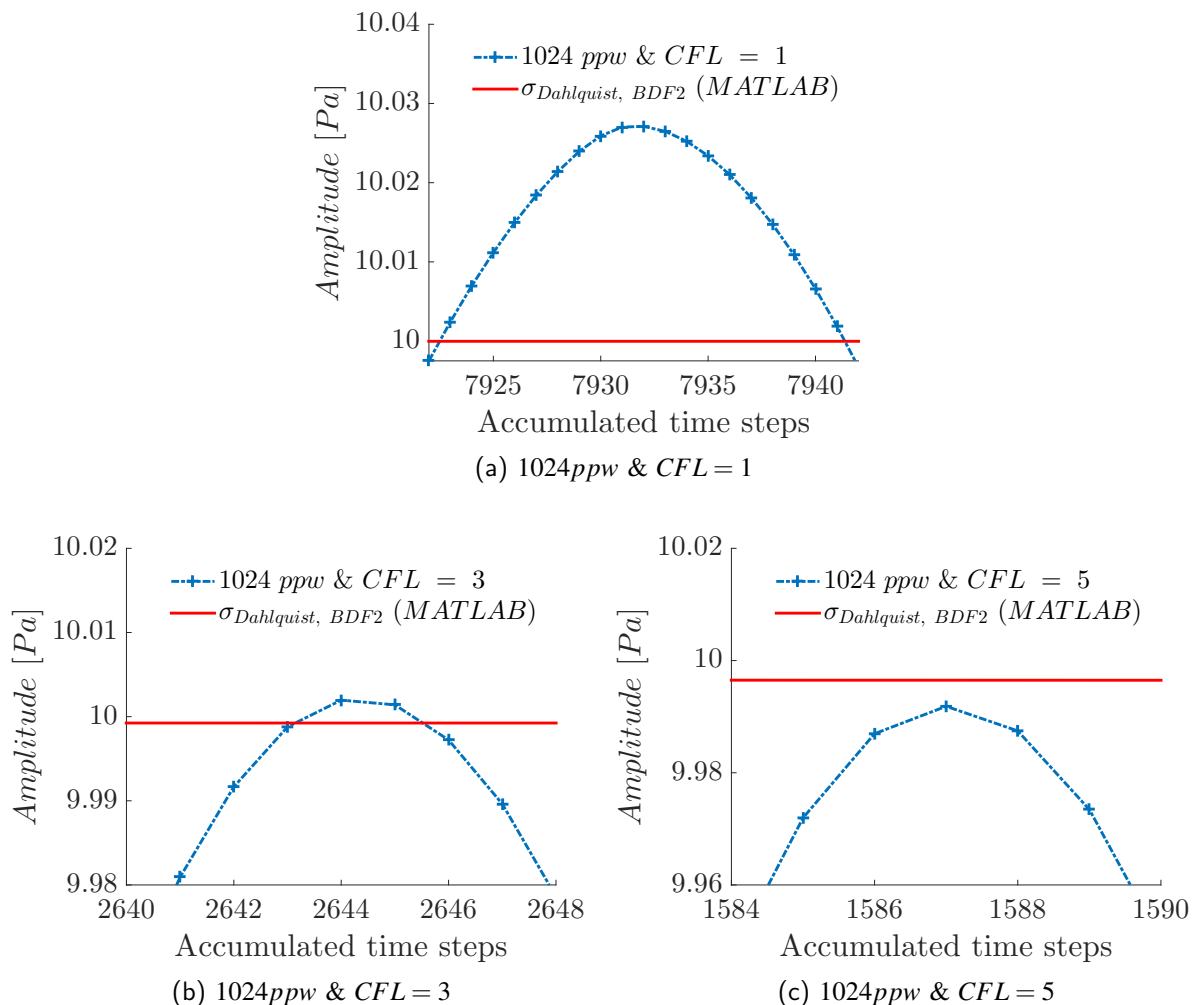 10.04
1024 ppw & CFL = 1
σDahlquist, BDF2 (MATLAB)
10.03
10.02
10.01
10
Amplitude [Pa]
7925 7930 7935 7940
Accumulated time steps
(a) 1024ppw & CFL = 1
10.02
1024 ppw & CFL = 3
σDahlquist, BDF2 (MATLAB)
10.01
10
9.99
9.98
Amplitude [Pa]
2640 2642 2644 2646 2648
Accumulated time steps
(b) 1024ppw & CFL = 3
10.02
1024 ppw & CFL = 5
σDahlquist, BDF2 (MATLAB)
10
9.98
9.96
Amplitude [Pa]
1584 1586 1588 1590
Accumulated time steps
(c) 1024ppw & CFL = 5